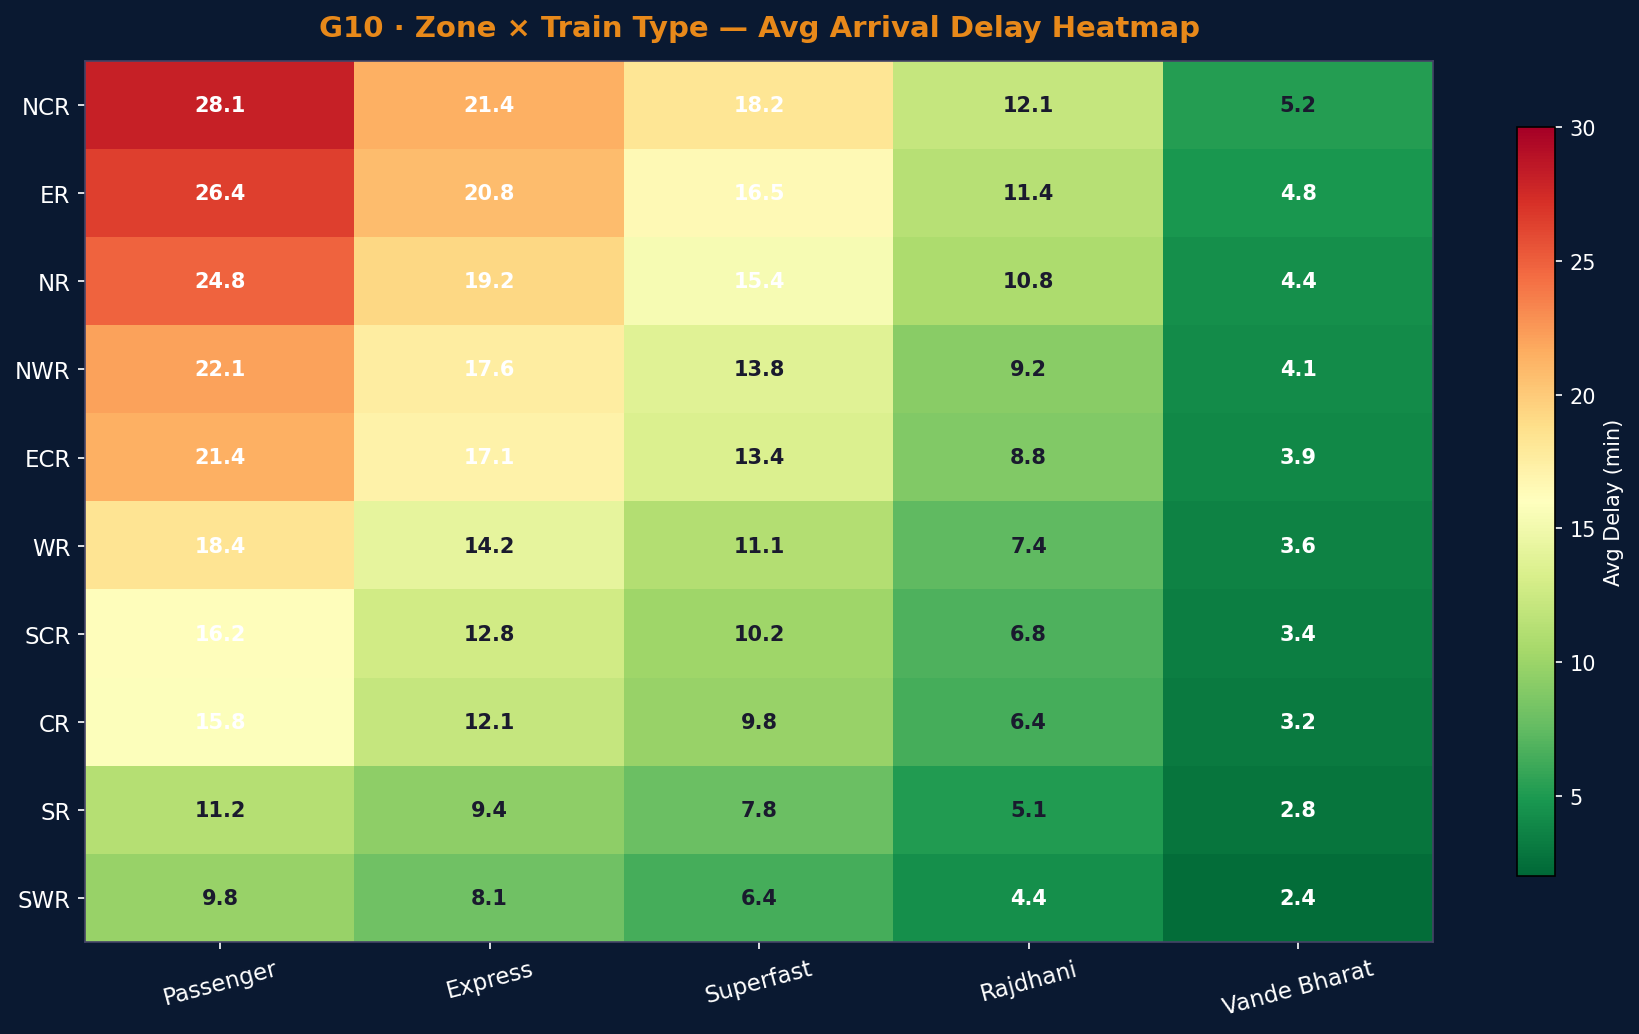 G10 · Zone × Train Type — Avg Arrival Delay Heatmap
NCR 28.1 21.4 18.2 12.1 5.2
ER 26.4 20.8 16.5 11.4 4.8
NR 24.8 19.2 15.4 10.8 4.4
NWR 22.1 17.6 13.8 9.2 4.1
ECR 21.4 17.1 13.4 8.8 3.9
WR 18.4 14.2 11.1 7.4 3.6
SCR 16.2 12.8 10.2 6.8 3.4
CR 15.8 12.1 9.8 6.4 3.2
SR 11.2 9.4 7.8 5.1 2.8
SWR 9.8 8.1 6.4 4.4 2.4
Passenger Express Superfast Rajdhani Vande Bharat
30
25
20
15
10
5
Avg Delay (min)